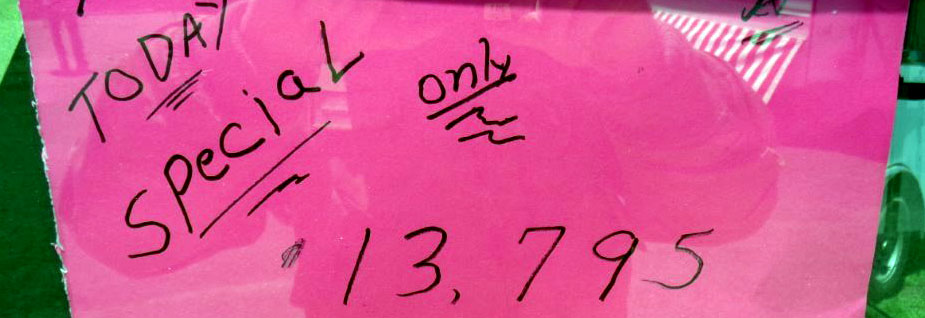 TODAY
SPecial
only
$13,795